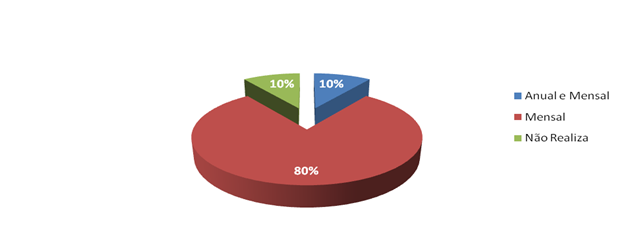 10%
10%
80%
Anual e Mensal
Mensal
Não Realiza